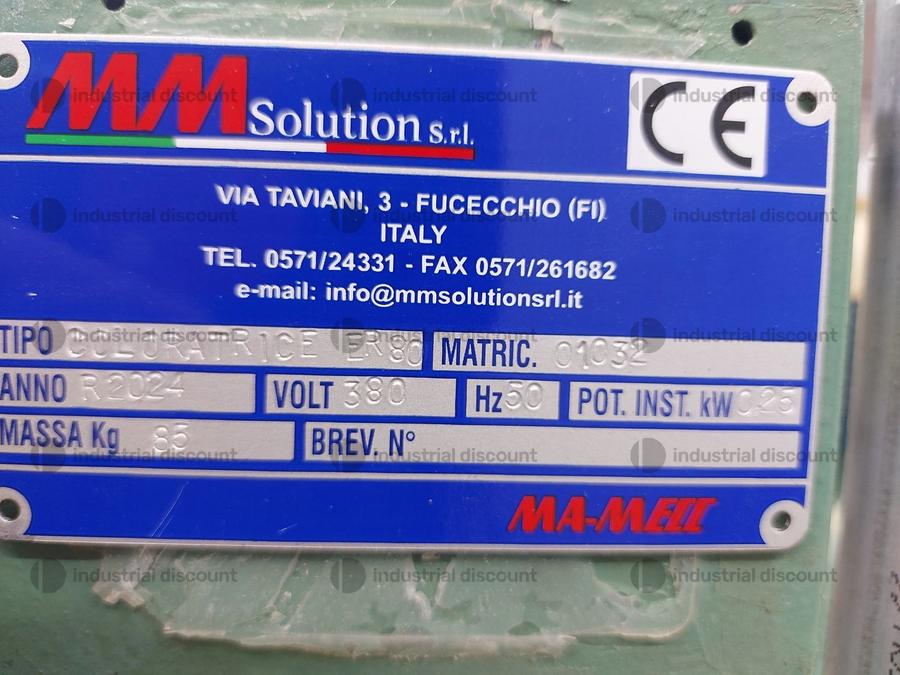 MM Solution S.r.l.
CE
VIA TAVIANI, 3 - FUCECCHIO (FI)
ITALY
TEL. 0571/24331 - FAX 0571/261682
e-mail: info@mmsolutionsrl.it
TIPO COLORATRICE ER80 MATRIC. 01032
ANNO R2024 VOLT 380 Hz 50 POT. INST. kW 0.25
MASSA Kg 85 BREV. N°
MA-MECC
industrial discount